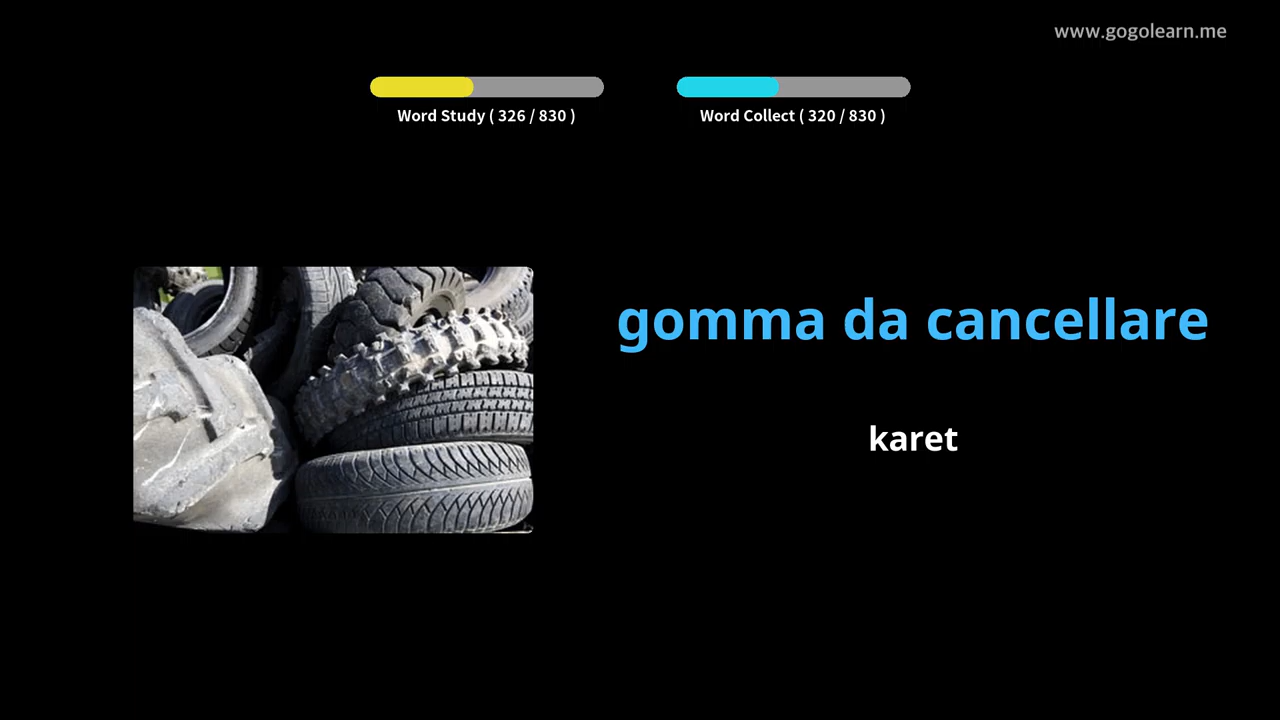 www.gogolearn.me
Word Study ( 326 / 830 )
Word Collect ( 320 / 830 )
gomma da cancellare
karet